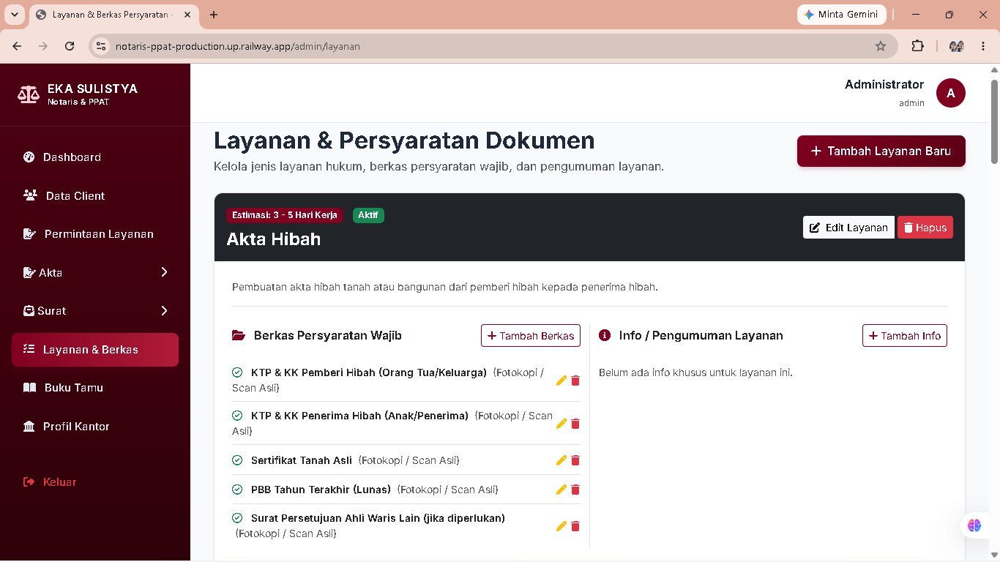 Layanan & Berkas Persyaratan -
Minta Gemini
notaris-ppat-production.up.railway.app/admin/layanan
EKA SULISTYA
Notaris & PPAT
Administrator
admin
A
Dashboard
Data Client
Permintaan Layanan
Akta
Surat
Layanan & Berkas
Buku Tamu
Profil Kantor
Keluar
Layanan & Persyaratan Dokumen
Kelola jenis layanan hukum, berkas persyaratan wajib, dan pengumuman layanan.
+ Tambah Layanan Baru
Estimasi: 3 - 5 Hari Kerja
Aktif
Akta Hibah
Edit Layanan
Hapus
Pembuatan akta hibah tanah atau bangunan dari pemberi hibah kepada penerima hibah.
Berkas Persyaratan Wajib
+ Tambah Berkas
KTP & KK Pemberi Hibah (Orang Tua/Keluarga) (Fotokopi /
Scan Asli)
KTP & KK Penerima Hibah (Anak/Penerima) (Fotokopi / Scan
Asli)
Sertifikat Tanah Asli (Fotokopi / Scan Asli)
PBB Tahun Terakhir (Lunas) (Fotokopi / Scan Asli)
Surat Persetujuan Ahli Waris Lain (jika diperlukan)
(Fotokopi / Scan Asli)
Info / Pengumuman Layanan
+ Tambah Info
Belum ada info khusus untuk layanan ini.